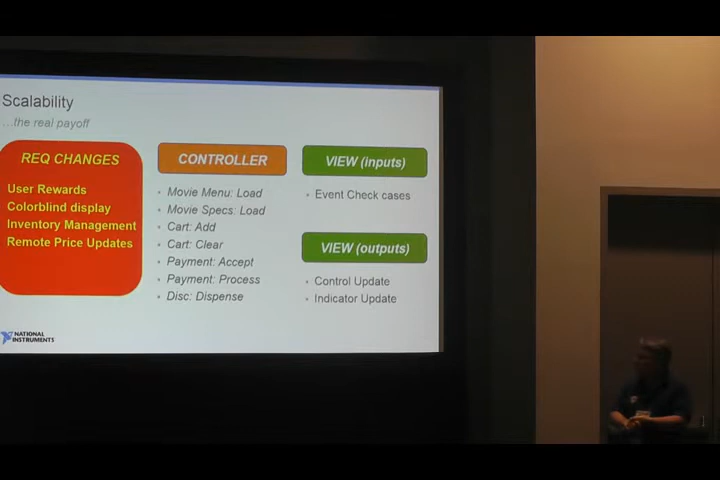 Scalability
...the real payoff
REQ CHANGES
User Rewards
Colorblind display
Inventory Management
Remote Price Updates
CONTROLLER
Movie Menu: Load
Movie Specs: Load
Cart: Add
Cart: Clear
Payment: Accept
Payment: Process
Disc: Dispense
VIEW (inputs)
Event Check cases
VIEW (outputs)
Control Update
Indicator Update
NATIONAL
INSTRUMENTS